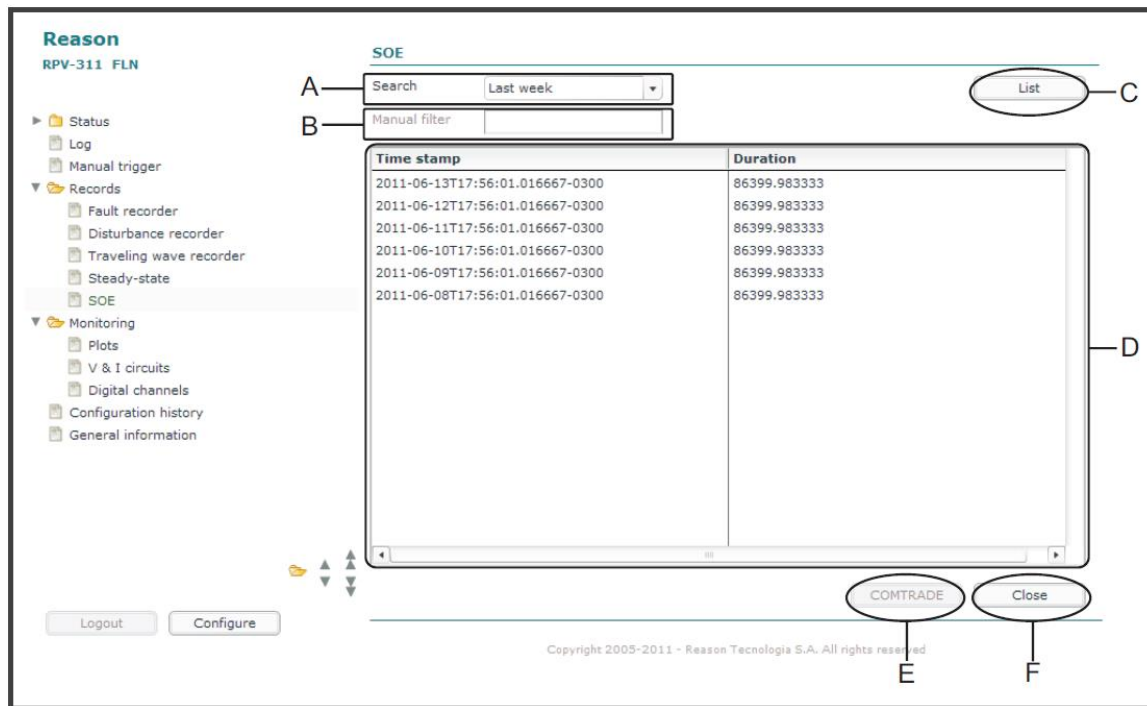 Reason
RPV-311 FLN
Status
Log
Manual trigger
Records
Fault recorder
Disturbance recorder
Traveling wave recorder
Steady-state
SOE
Monitoring
Plots
V & I circuits
Digital channels
Configuration history
General information
Logout Configure
SOE
A Search Last week List C
B Manual filter
Time stamp Duration
2011-06-13T17:56:01.016667-0300 86399.983333
2011-06-12T17:56:01.016667-0300 86399.983333
2011-06-11T17:56:01.016667-0300 86399.983333
2011-06-10T17:56:01.016667-0300 86399.983333
2011-06-09T17:56:01.016667-0300 86399.983333
2011-06-08T17:56:01.016667-0300 86399.983333
D
COMTRADE Close
Copyright 2005-2011 - Reason Tecnologia S.A. All rights reserved
E F